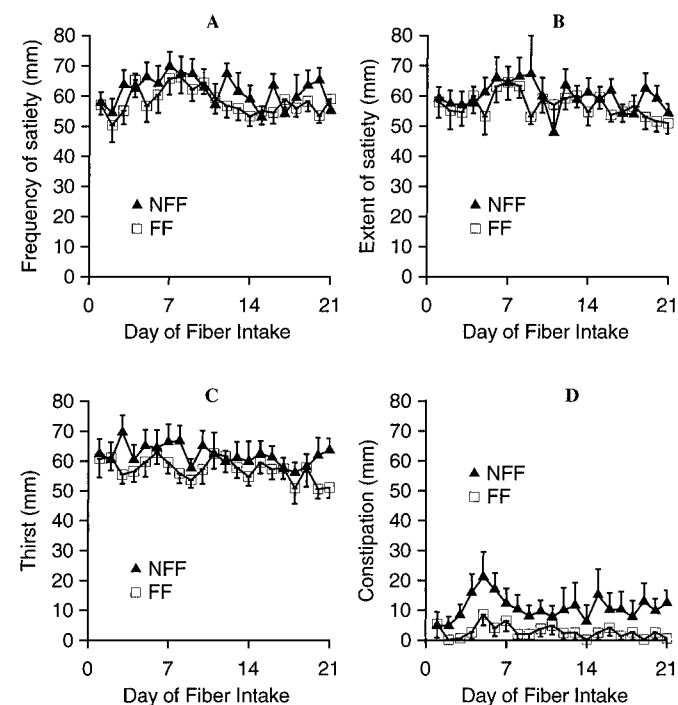 A
Frequency of satiety (mm)
80
70
60
50
40
30
20
10
0
▲ NFF
□ FF
0 7 14 21
Day of Fiber Intake
B
Extent of satiety (mm)
80
70
60
50
40
30
20
10
0
▲ NFF
□ FF
0 7 14 21
Day of Fiber Intake
C
Thirst (mm)
80
70
60
50
40
30
20
10
0
▲ NFF
□ FF
0 7 14 21
Day of Fiber Intake
D
Constipation (mm)
80
70
60
50
40
30
20
10
0
▲ NFF
□ FF
0 7 14 21
Day of Fiber Intake